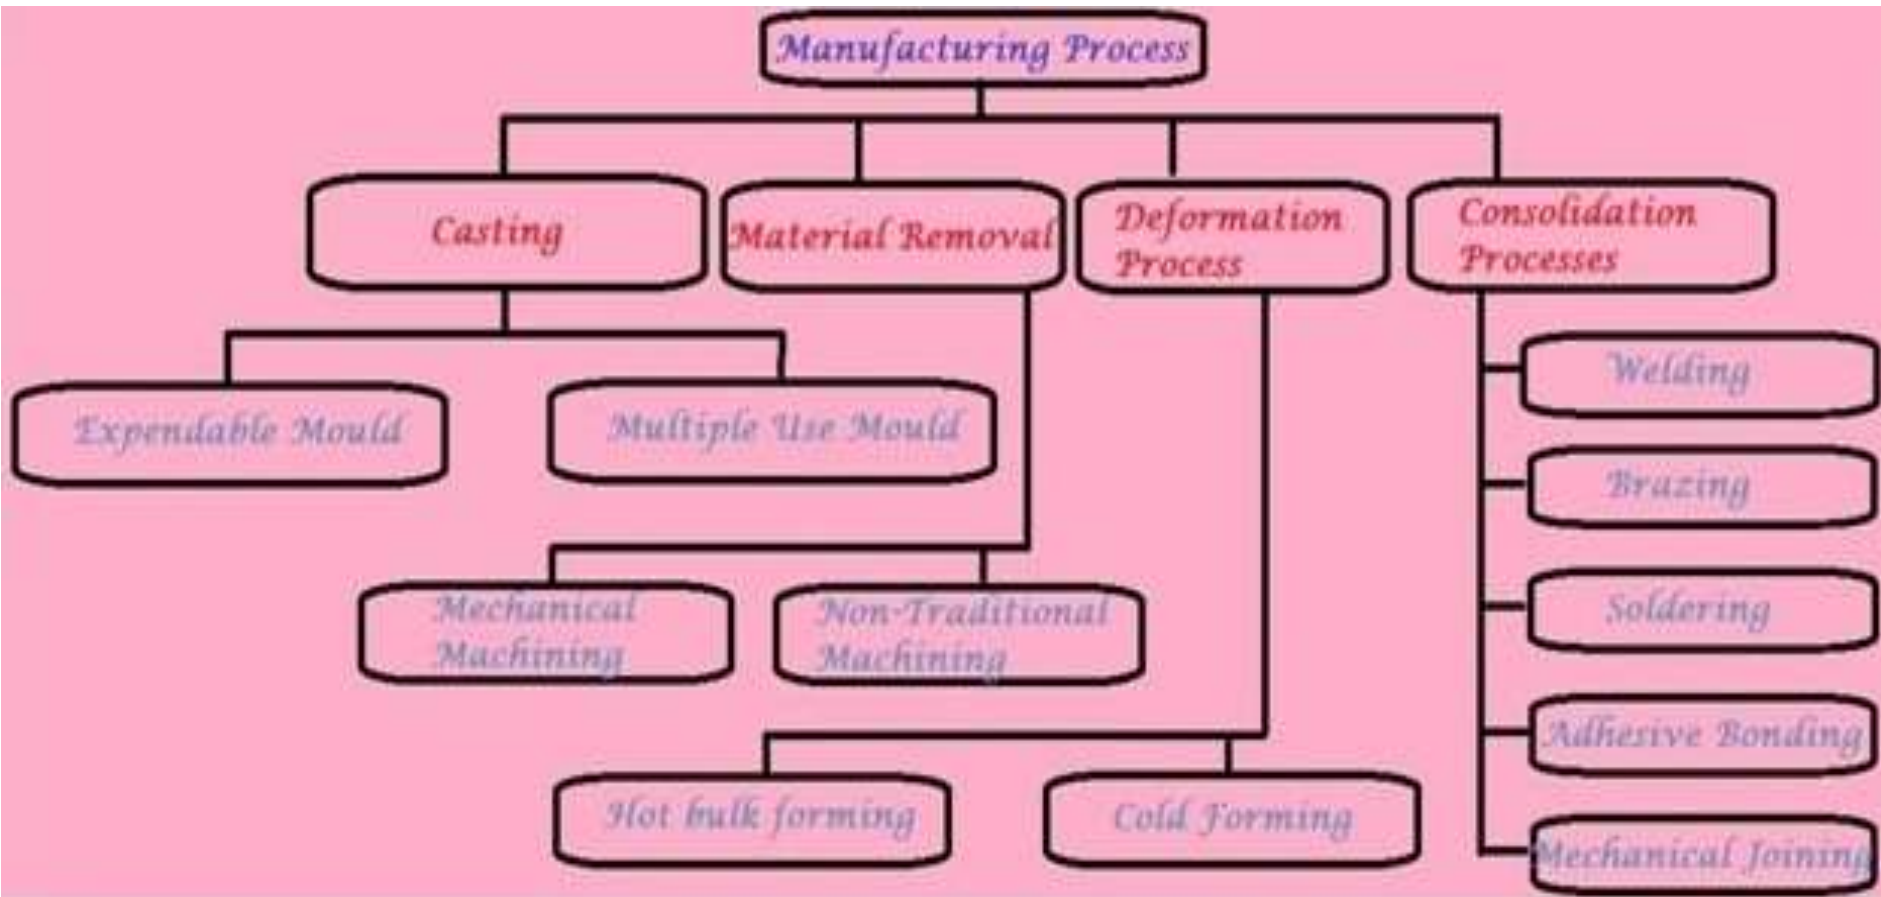 Manufacturing Process
Casting
Material Removal
Deformation
Process
Consolidation
Processes
Expendable Mould
Multiple Use Mould
Mechanical
Machining
Non-Traditional
Machining
Hot bulk forming
Cold Forming
Welding
Brazing
Soldering
Adhesive Bonding
Mechanical Joining